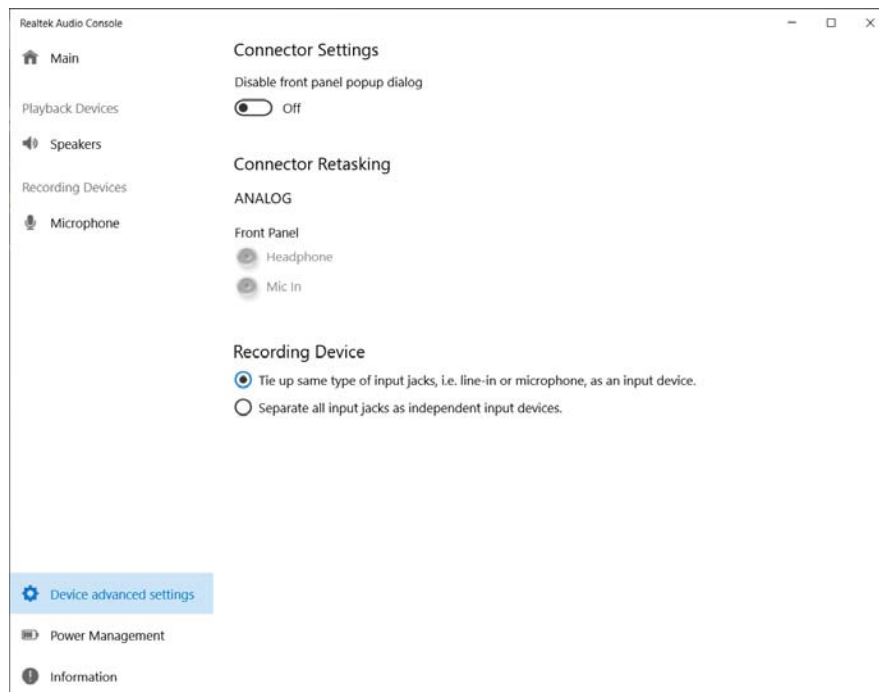 Realtek Audio Console
Main
Playback Devices
Speakers
Recording Devices
Microphone
Device advanced settings
Power Management
Information
Connector Settings
Disable front panel popup dialog
Off
Connector Retasking
ANALOG
Front Panel
Headphone
Mic In
Recording Device
Tie up same type of input jacks, i.e. line-in or microphone, as an input device.
Separate all input jacks as independent input devices.